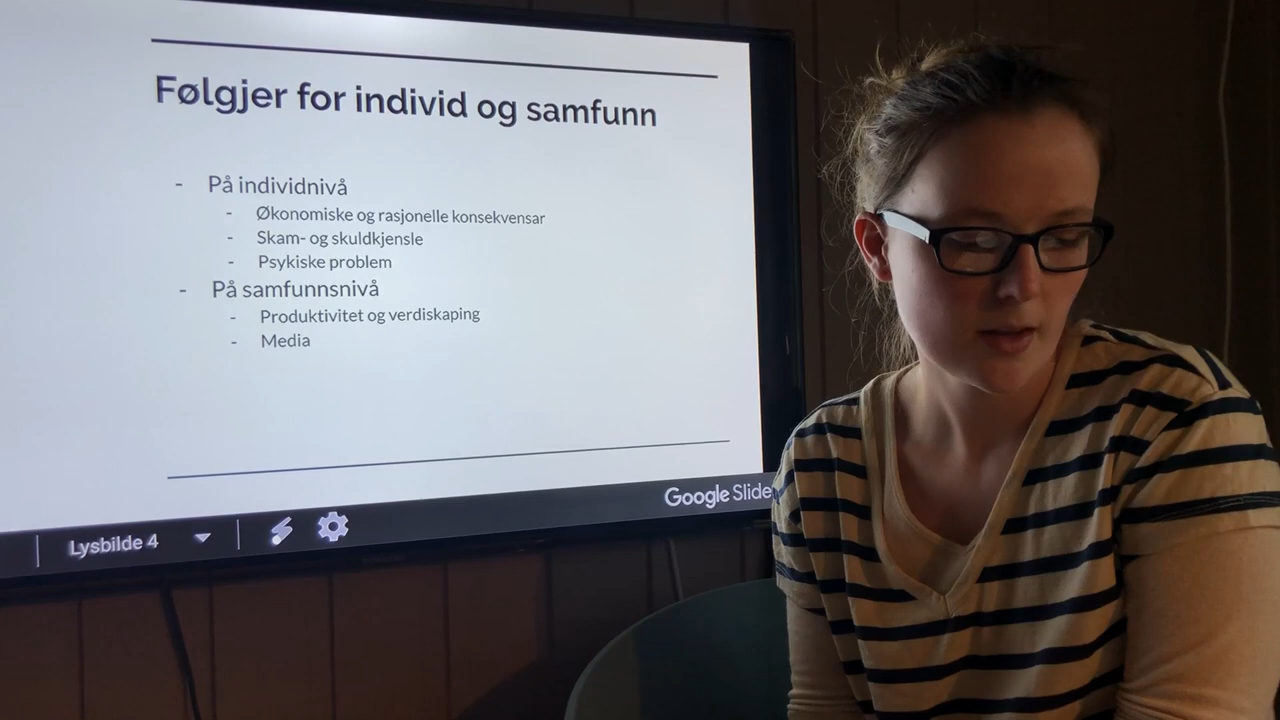 Følgjer for individ og samfunn
- På individnivå
- Økonomiske og rasjonelle konsekvensar
- Skam- og skuldkjensle
- Psykiske problem
- På samfunnsnivå
- Produktivitet og verdiskaping
- Media
Google Slide
Lysbilde 4